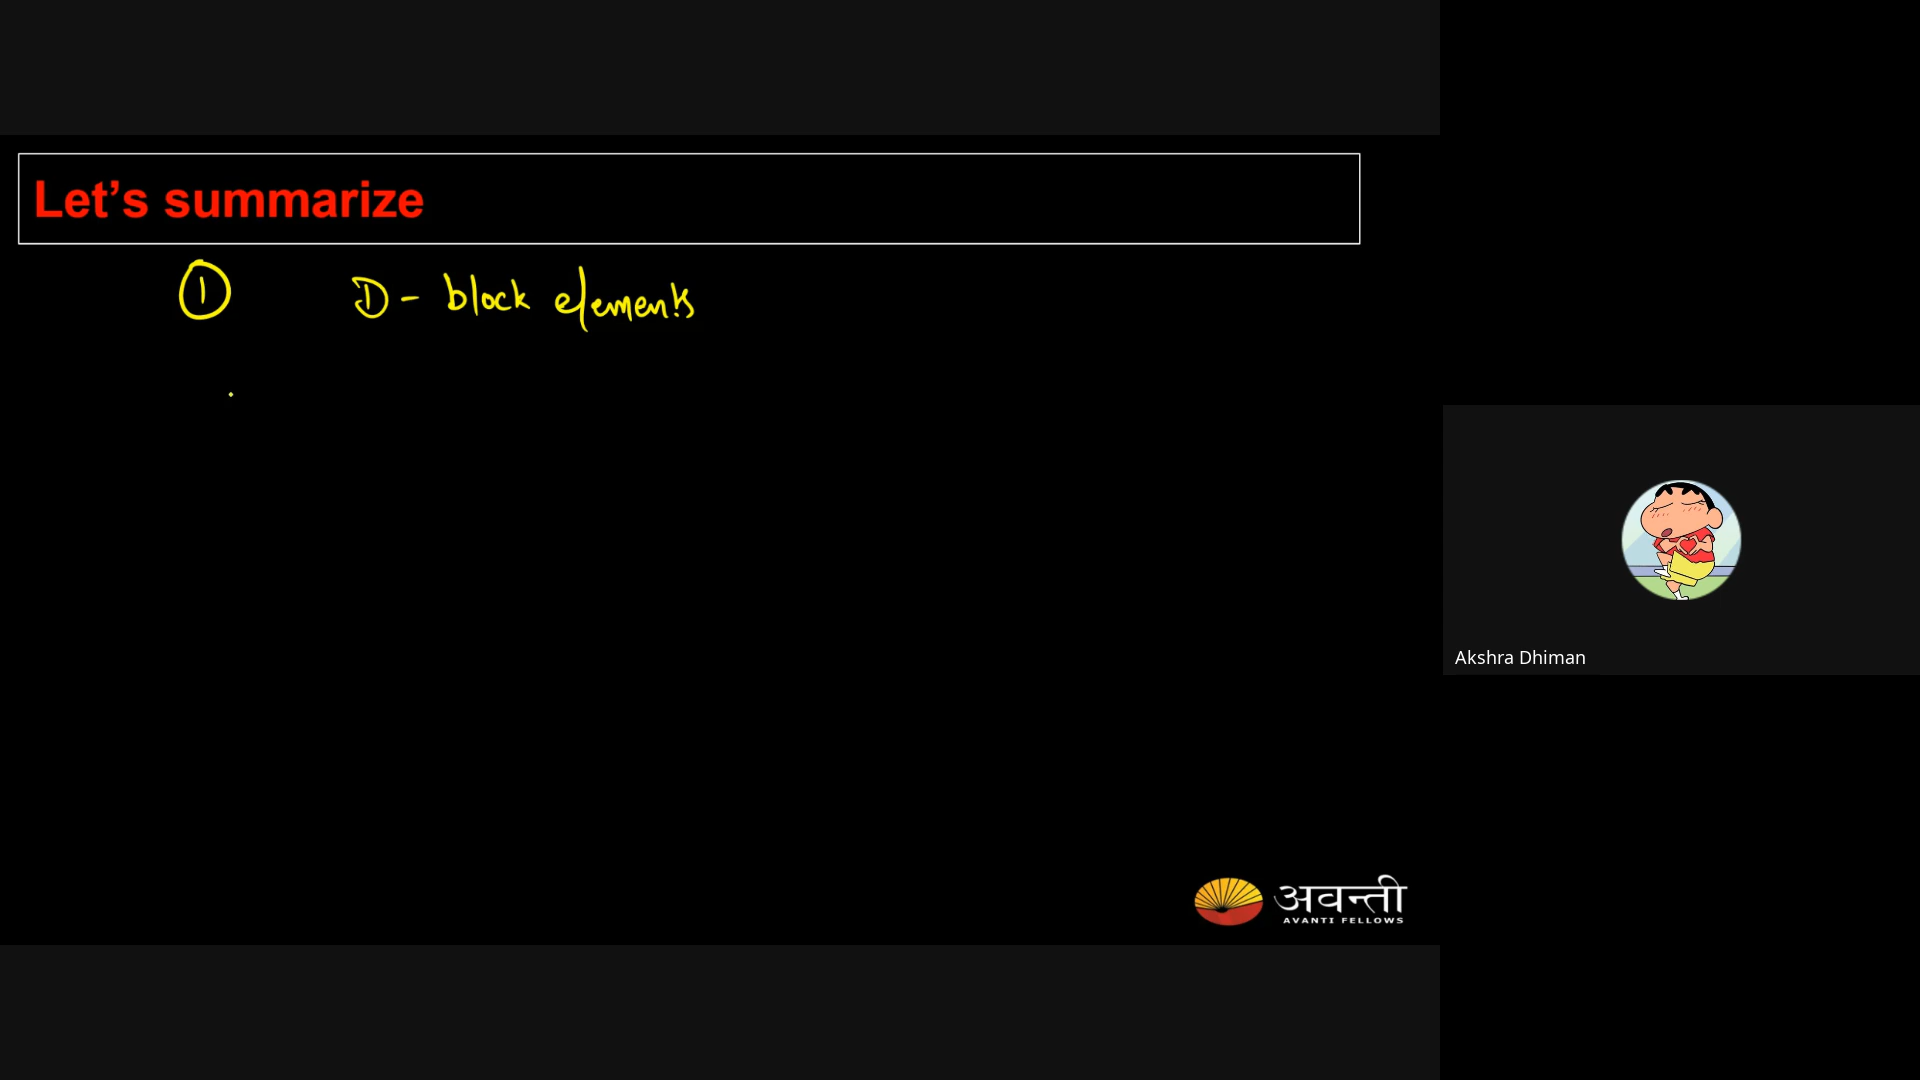 Let’s summarize
① D - block elements
Akshra Dhiman
अवन्ती
AVANTI FELLOWS